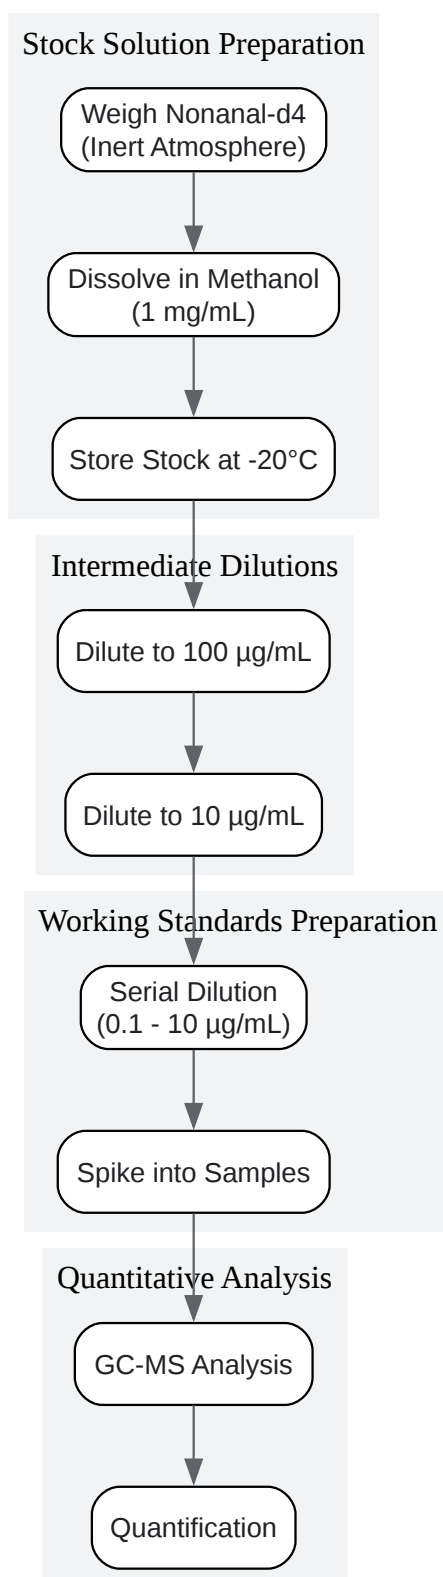 Stock Solution Preparation
Weigh Nonanal-d4
(Inert Atmosphere)
Dissolve in Methanol
(1 mg/mL)
Store Stock at -20°C
Intermediate Dilutions
Dilute to 100 µg/mL
Dilute to 10 µg/mL
Working Standards Preparation
Serial Dilution
(0.1 - 10 µg/mL)
Spike into Samples
Quantitative Analysis
GC-MS Analysis
Quantification